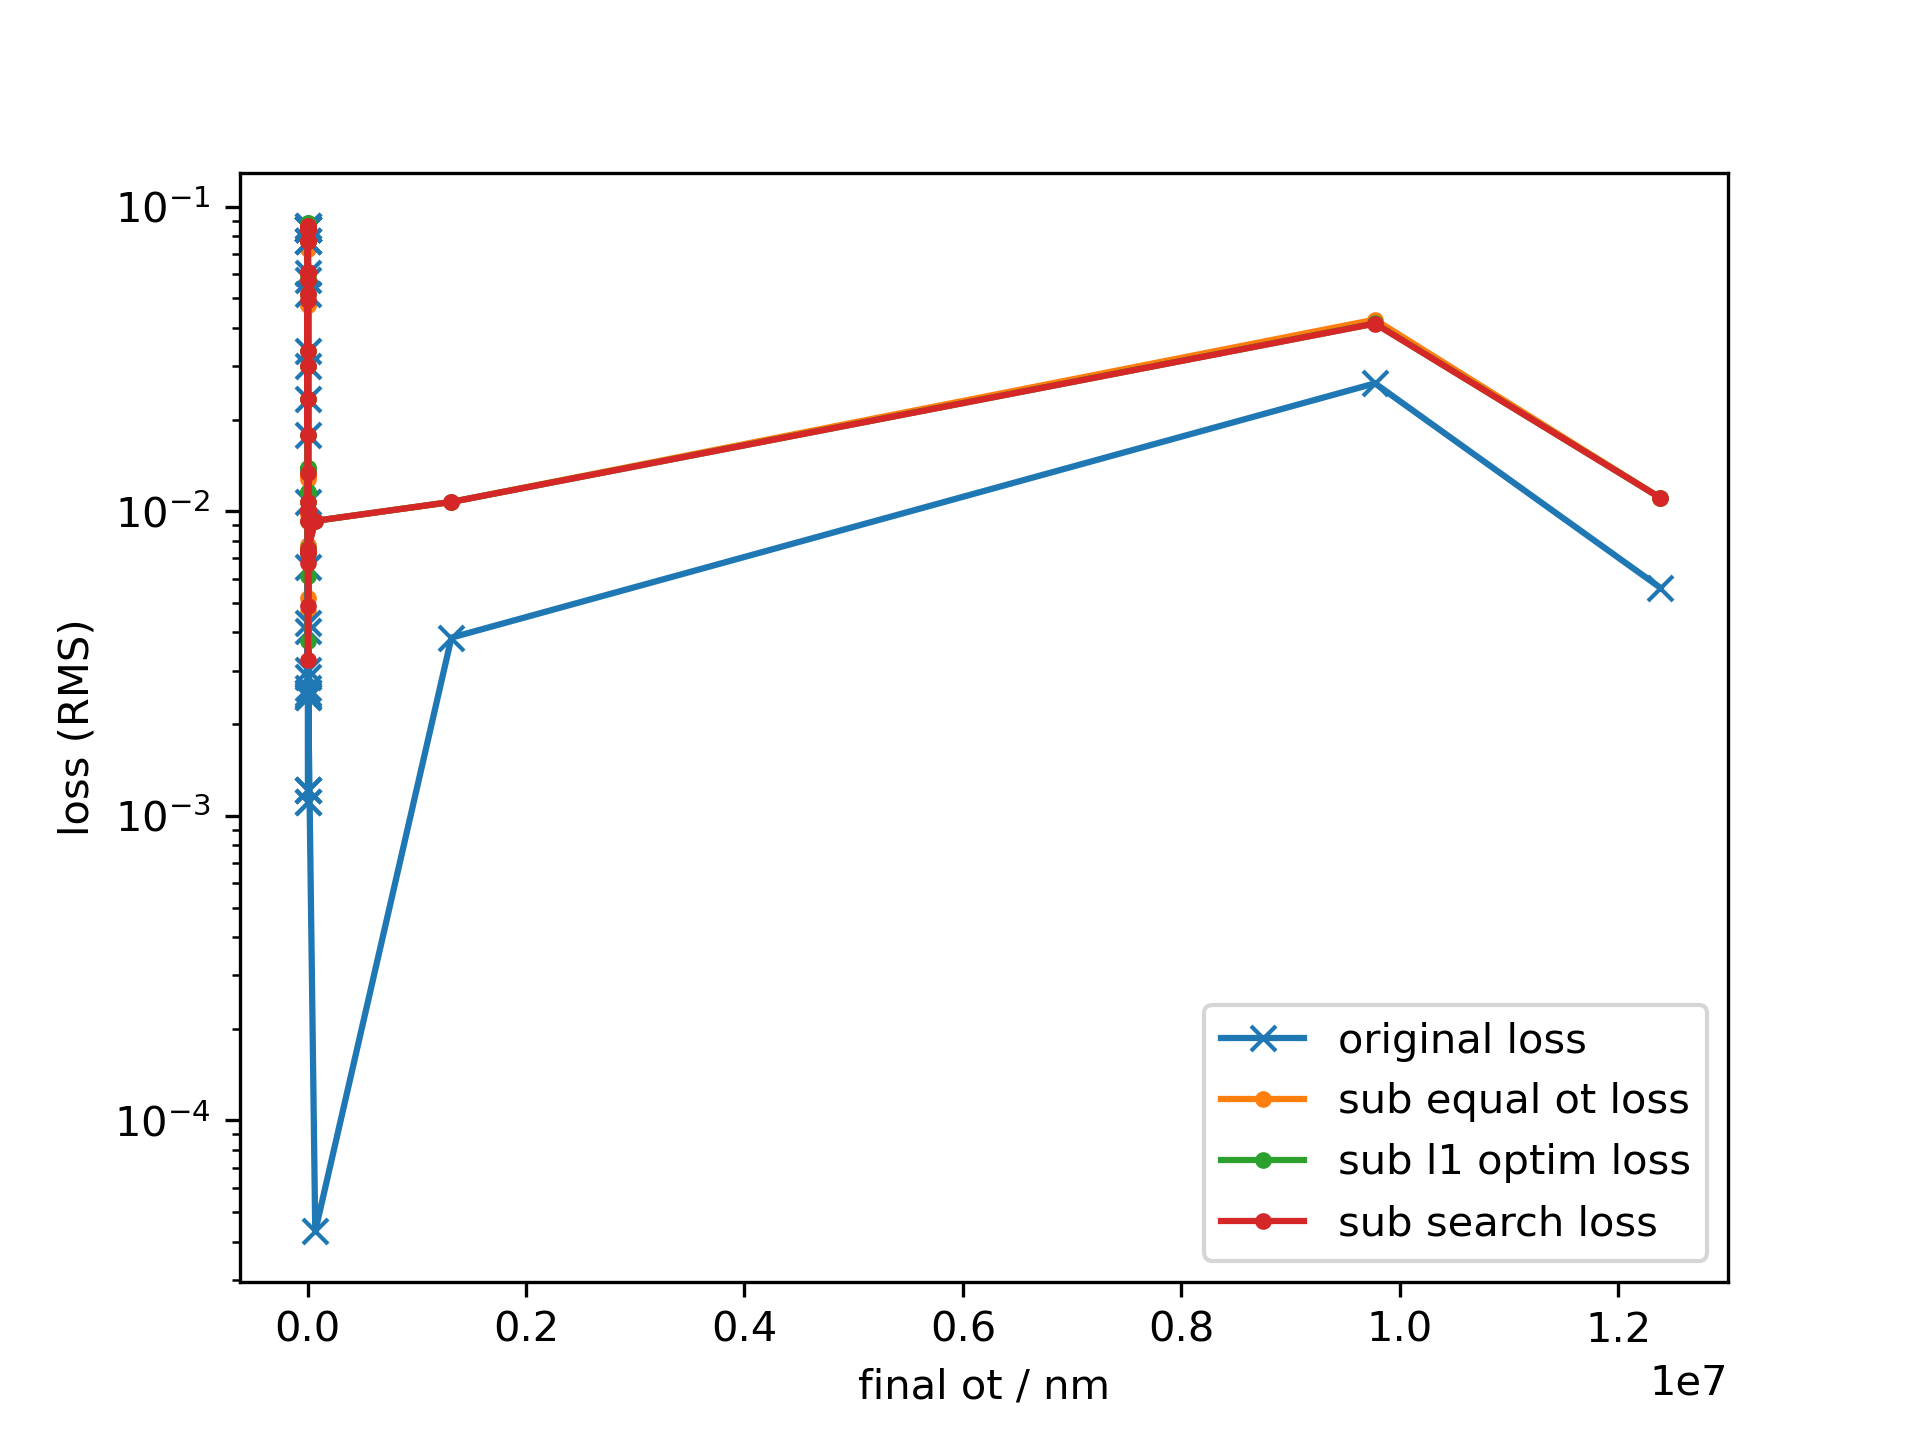 10⁻¹
10⁻²
10⁻³
10⁻⁴
loss (RMS)
original loss
sub equal ot loss
sub l1 optim loss
sub search loss
0.0 0.2 0.4 0.6 0.8 1.0 1.2
1e7
final ot / nm